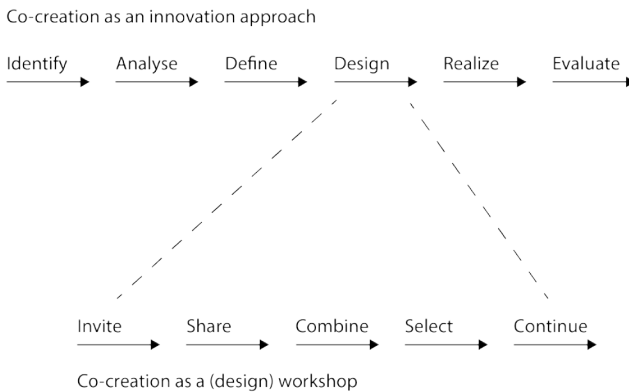 Co-creation as an innovation approach
Identify Analyse Define Design Realize Evaluate
Invite Share Combine Select Continue
Co-creation as a (design) workshop